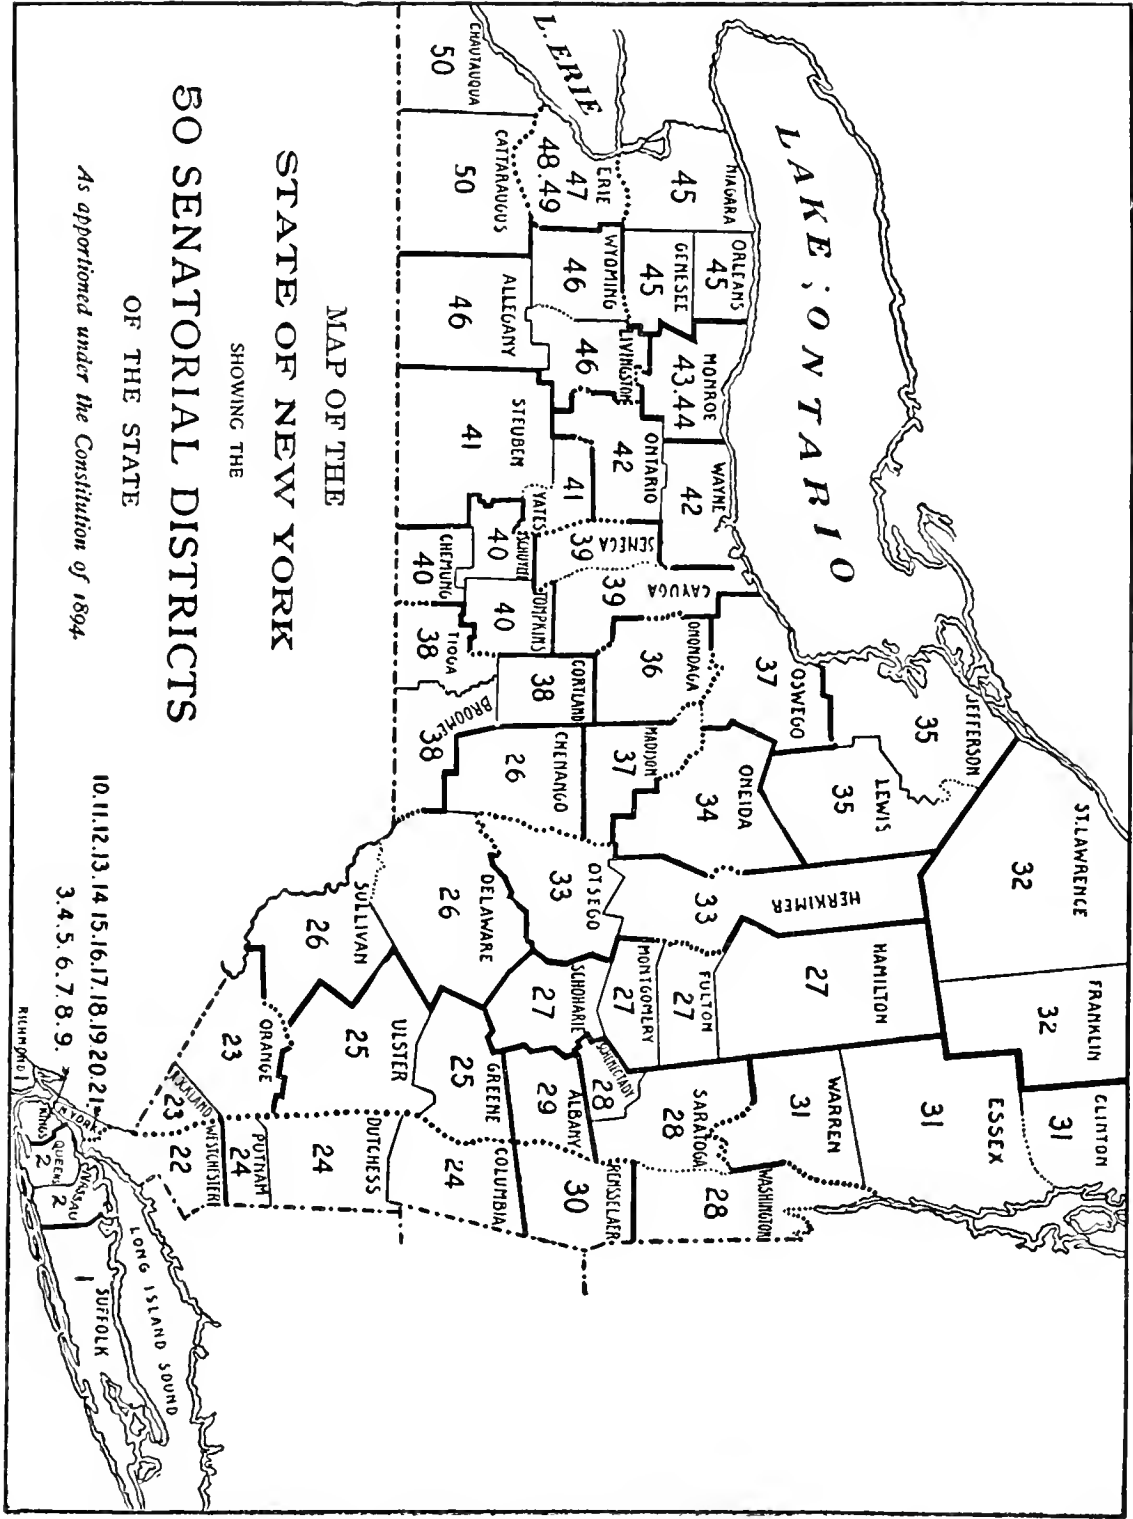 MAP OF THE
STATE OF NEW YORK
SHOWING THE
50 SENATORIAL DISTRICTS
OF THE STATE
As apportioned under the Constitution of 1894.
LAKE ONTARIO
L. ERIE
ST. LAWRENCE
32
FRANKLIN
32
CLINTON
31
JEFFERSON
35
LEWIS
35
HERKIMER
33
HAMILTON
27
ESSEX
31
WARREN
31
WASHINGTON
28
OSWEGO
37
ONEIDA
34
FULTON
27
SARATOGA
28
NIAGARA
45
ORLEANS
45
MONROE
43.44
WAYNE
42
CAYUGA
39
ONONDAGA
36
MADISON
37
MONTGOMERY
27
SCHENECTADY
28
GENESEE
45
ERIE
47
48.49
WYOMING
46
LIVINGSTON
46
ONTARIO
42
SENECA
39
RENSSELAER
30
YATES
41
CORTLAND
38
CHENANGO
26
OTSEGO
33
SCHOHARIE
27
ALBANY
29
CHAUTAUQUA
50
CATTARAUGUS
50
ALLEGANY
46
STEUBEN
41
SCHUYLER
40
TOMPKINS
40
CHEMUNG
40
TIOGA
38
BROOME
38
DELAWARE
26
GREENE
25
COLUMBIA
24
SULLIVAN
26
ULSTER
25
DUTCHESS
24
ORANGE
23
PUTNAM
24
ROCKLAND
23
WESTCHESTER
22
10.11.12.13.14 15.16.17.18.19.20.21
3.4.5.6.7.8.9.
RICHMOND 1
N.YORK
KINGS
QUEENS
2
NASSAU
2
1 SUFFOLK
LONG ISLAND SOUND